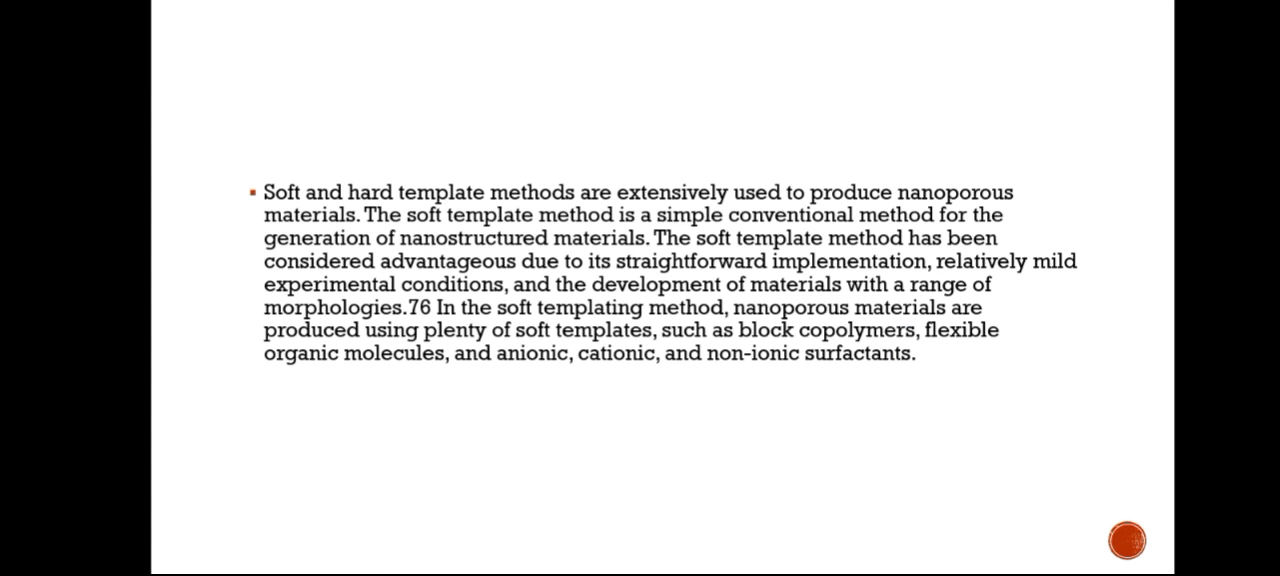 ▪ Soft and hard template methods are extensively used to produce nanoporous
materials. The soft template method is a simple conventional method for the
generation of nanostructured materials. The soft template method has been
considered advantageous due to its straightforward implementation, relatively mild
experimental conditions, and the development of materials with a range of
morphologies.76 In the soft templating method, nanoporous materials are
produced using plenty of soft templates, such as block copolymers, flexible
organic molecules, and anionic, cationic, and non-ionic surfactants.